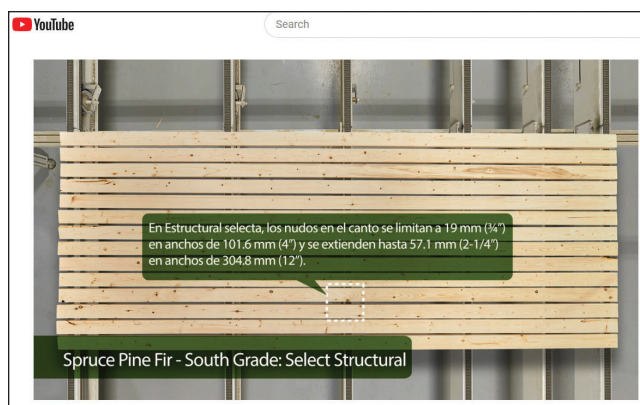 YouTube
Search
En Estructural selecta, los nudos en el canto se limitan a 19 mm (¾")
en anchos de 101.6 mm (4") y se extienden hasta 57.1 mm (2-1/4")
en anchos de 304.8 mm (12").
Spruce Pine Fir - South Grade: Select Structural